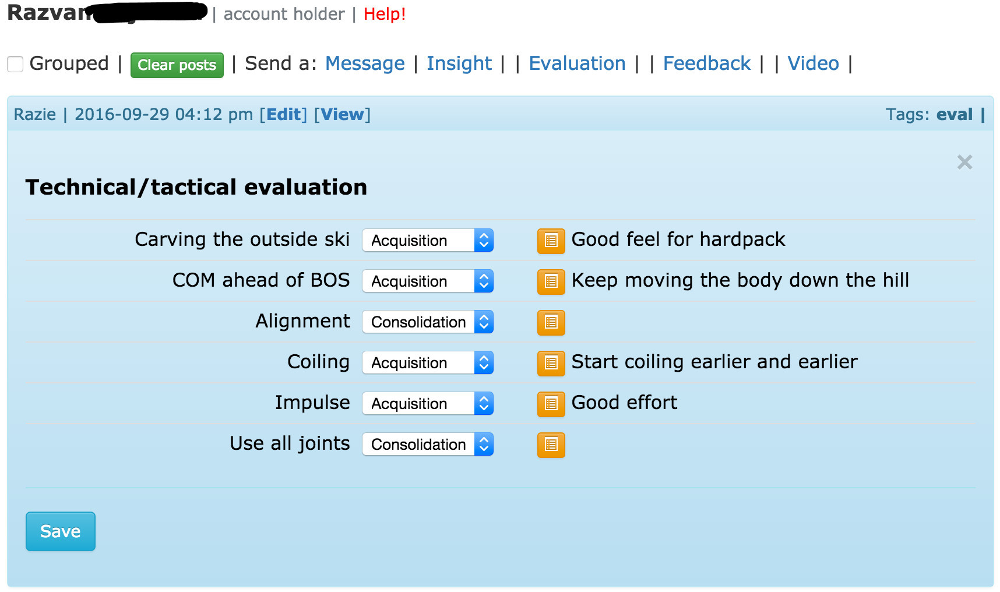 Razvan | account holder | Help!
Grouped | Clear posts | Send a: Message | Insight | | Evaluation | | Feedback | | Video |
Razie | 2016-09-29 04:12 pm [Edit] [View] Tags: eval |
×
Technical/tactical evaluation
Carving the outside ski Acquisition Good feel for hardpack
COM ahead of BOS Acquisition Keep moving the body down the hill
Alignment Consolidation
Coiling Acquisition Start coiling earlier and earlier
Impulse Acquisition Good effort
Use all joints Consolidation
Save